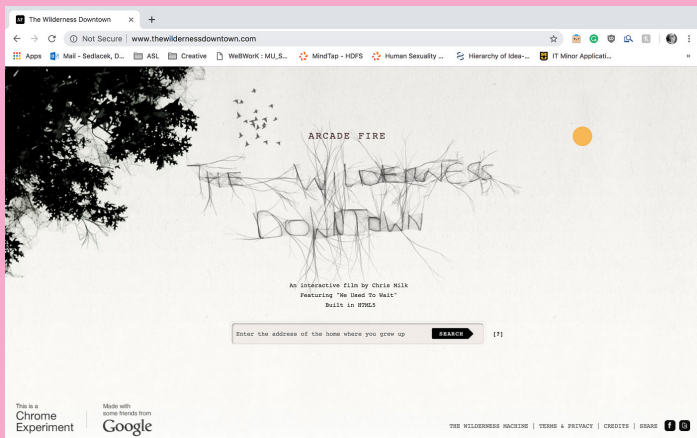 The Wilderness Downtown
Not Secure | www.thewildernessdowntown.com
Apps Mail - Sedlacek, D... ASL Creative WeBWorK : MU_S... MindTap - HDFS Human Sexuality ... Hierarchy of Idea-... IT Minor Applicati... »
ARCADE FIRE
THE WILDERNESS
DOWNTOWN
An interactive film by Chris Milk
Featuring "We Used To Wait"
Built in HTML5
Enter the address of the home where you grew up SEARCH [?]
This is a
Chrome
Experiment
Made with
some friends from
Google
THE WILDERNESS MACHINE | TERMS & PRIVACY | CREDITS | SHARE